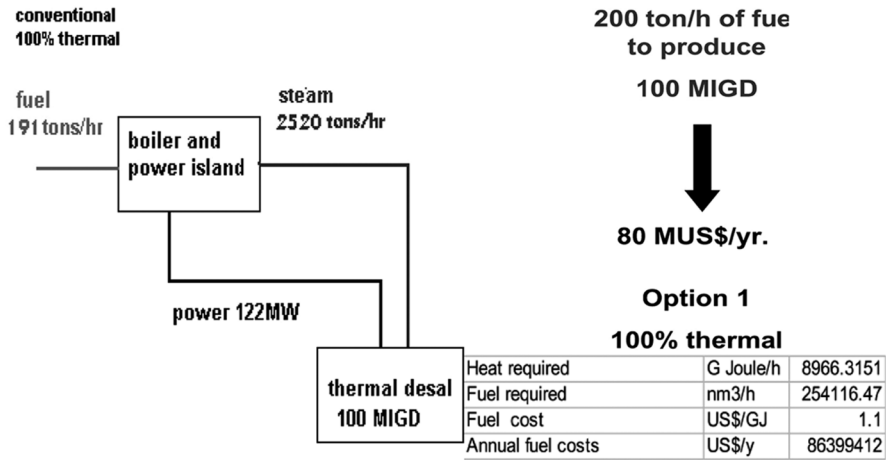 conventional
100% thermal
fuel
191 tons/hr
steam
2520 tons/hr
boiler and
power island
power 122MW
thermal desal
100 MIGD
200 ton/h of fue
to produce
100 MIGD
80 MUS$/yr.
Option 1
100% thermal
Heat required G Joule/h 8966.3151
Fuel required nm3/h 254116.47
Fuel cost US$/GJ 1.1
Annual fuel costs US$/y 86399412